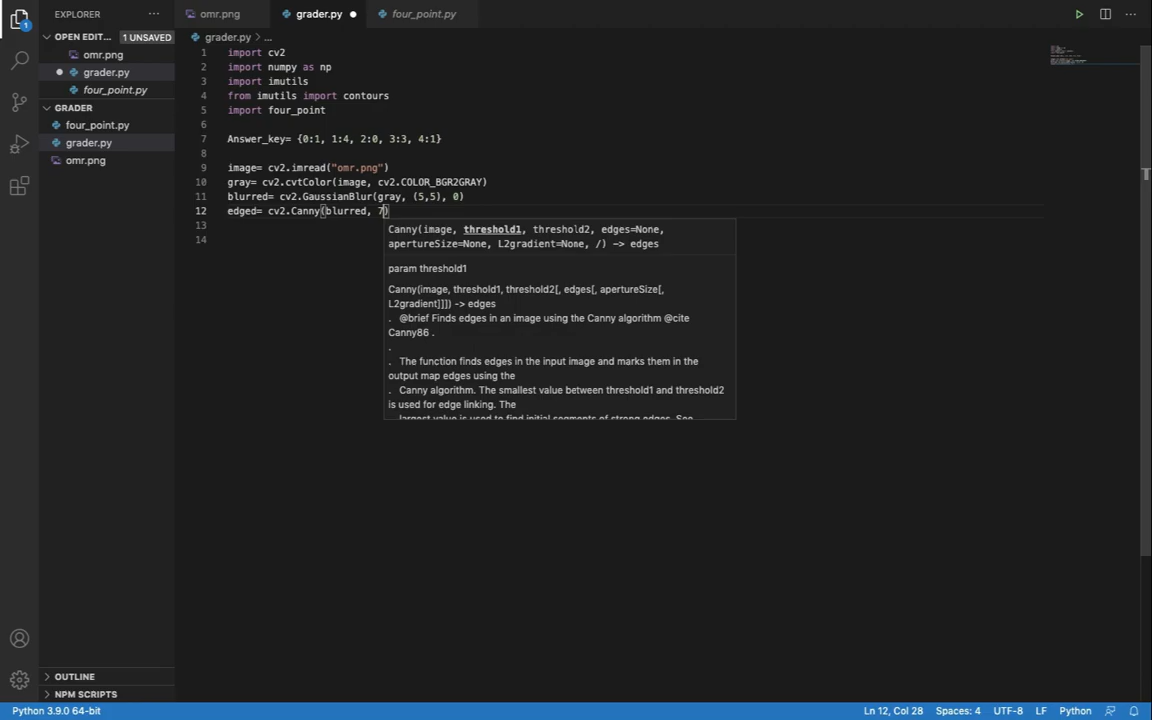 EXPLORER
···
omr.png
grader.py
four_point.py
···
1
OPEN EDIT...
1 UNSAVED
grader.py > ...
omr.png
grader.py
four_point.py
GRADER
four_point.py
grader.py
omr.png
1 import cv2
2 import numpy as np
3 import imutils
4 from imutils import contours
5 import four_point
6
7 Answer_key= {0:1, 1:4, 2:0, 3:3, 4:1}
8
9 image= cv2.imread("omr.png")
10 gray= cv2.cvtColor(image, cv2.COLOR_BGR2GRAY)
11 blurred= cv2.GaussianBlur(gray, (5,5), 0)
12 edged= cv2.Canny(blurred, 7)
13
14
Canny(image, threshold1, threshold2, edges=None,
apertureSize=None, L2gradient=None, /) -> edges
param threshold1
Canny(image, threshold1, threshold2[, edges[, apertureSize[,
L2gradient]]]) -> edges
. @brief Finds edges in an image using the Canny algorithm @cite
Canny86 .
.
. The function finds edges in the input image and marks them in the
output map edges using the
. Canny algorithm. The smallest value between threshold1 and threshold2
is used for edge linking. The
. largest value is used to find initial segments of strong edges. See
OUTLINE
NPM SCRIPTS
Python 3.9.0 64-bit
Ln 12, Col 28
Spaces: 4
UTF-8
LF
Python